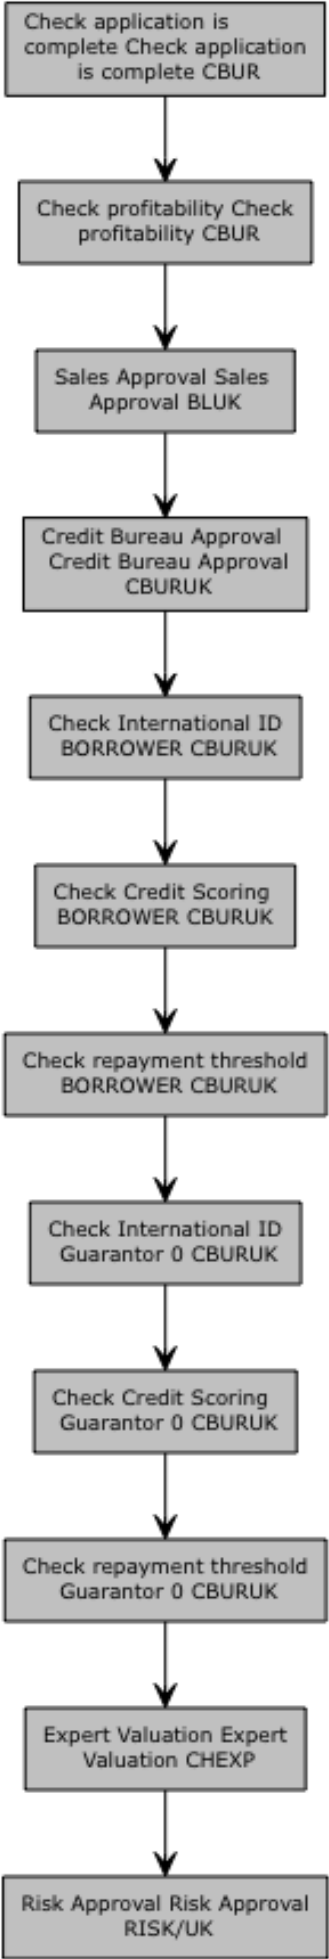 Check application is
complete Check application
is complete CBUR
Check profitability Check
profitability CBUR
Sales Approval Sales
Approval BLUK
Credit Bureau Approval
Credit Bureau Approval
CBURUK
Check International ID
BORROWER CBURUK
Check Credit Scoring
BORROWER CBURUK
Check repayment threshold
BORROWER CBURUK
Check International ID
Guarantor 0 CBURUK
Check Credit Scoring
Guarantor 0 CBURUK
Check repayment threshold
Guarantor 0 CBURUK
Expert Valuation Expert
Valuation CHEXP
Risk Approval Risk Approval
RISK/UK